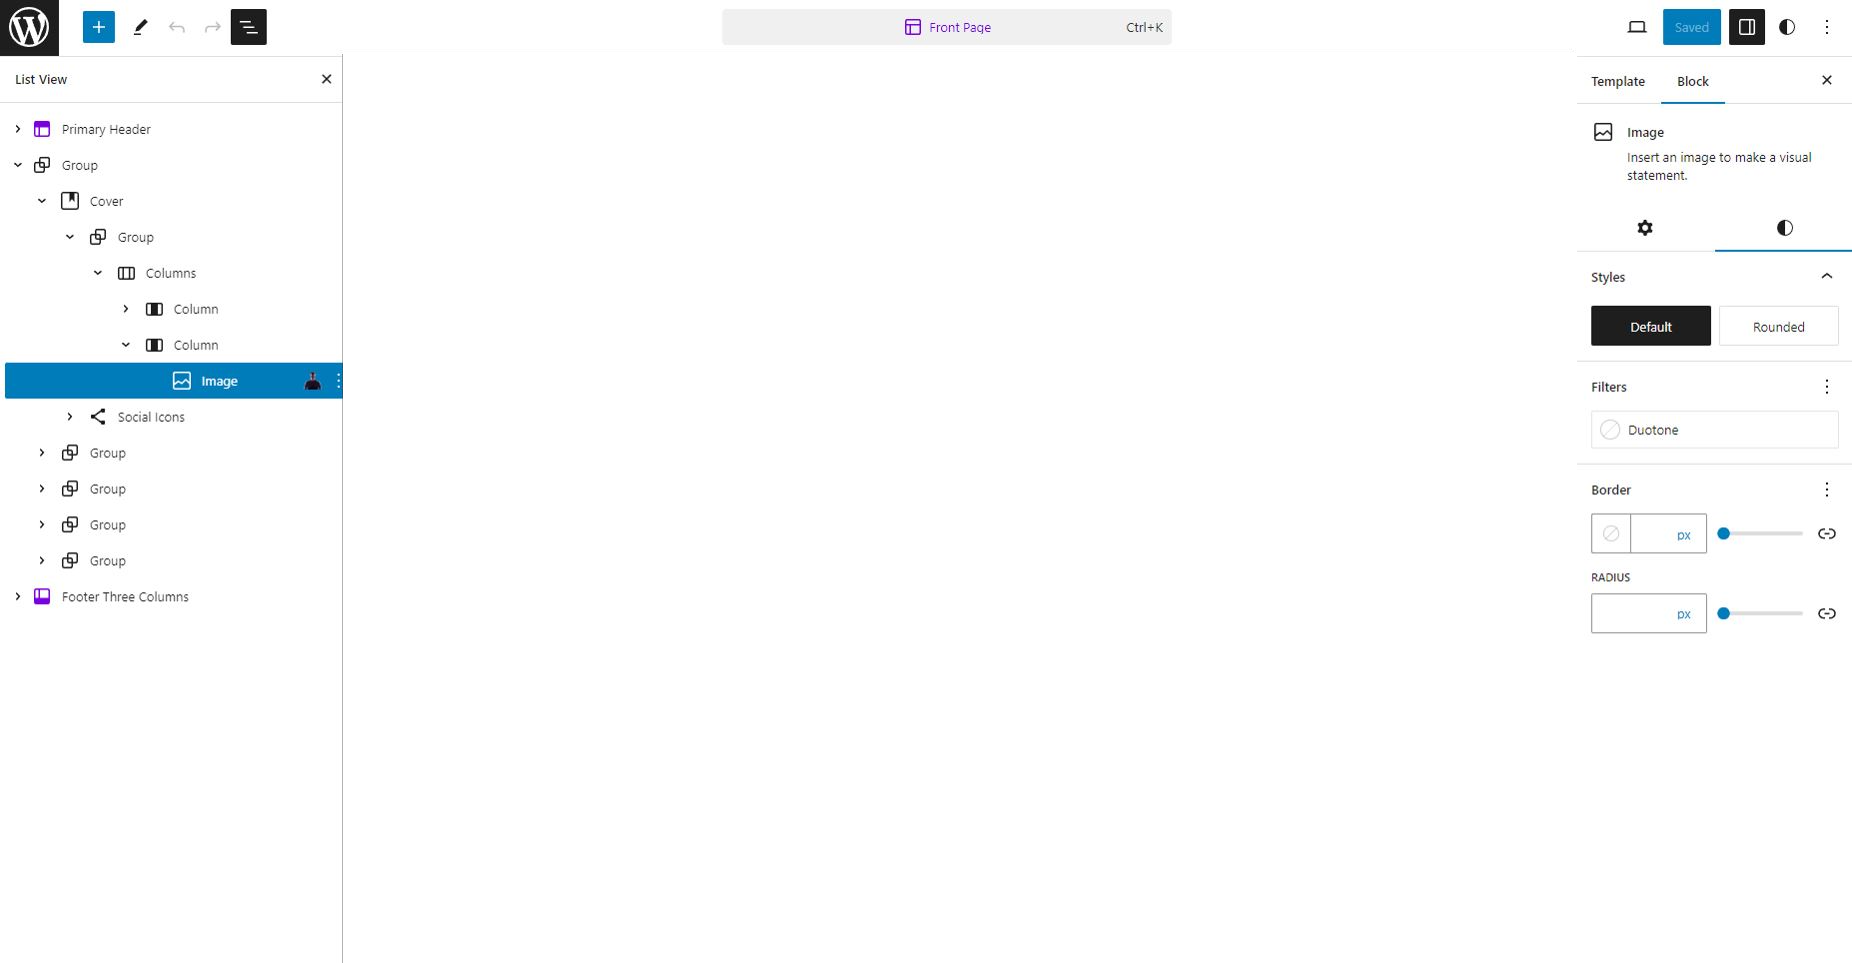 Front Page
Ctrl+K
Saved
List View
Primary Header
Group
Cover
Group
Columns
Column
Column
Image
Social Icons
Group
Group
Group
Group
Footer Three Columns
Template
Block
Image
Insert an image to make a visual
statement.
Styles
Default
Rounded
Filters
Duotone
Border
px
RADIUS
px